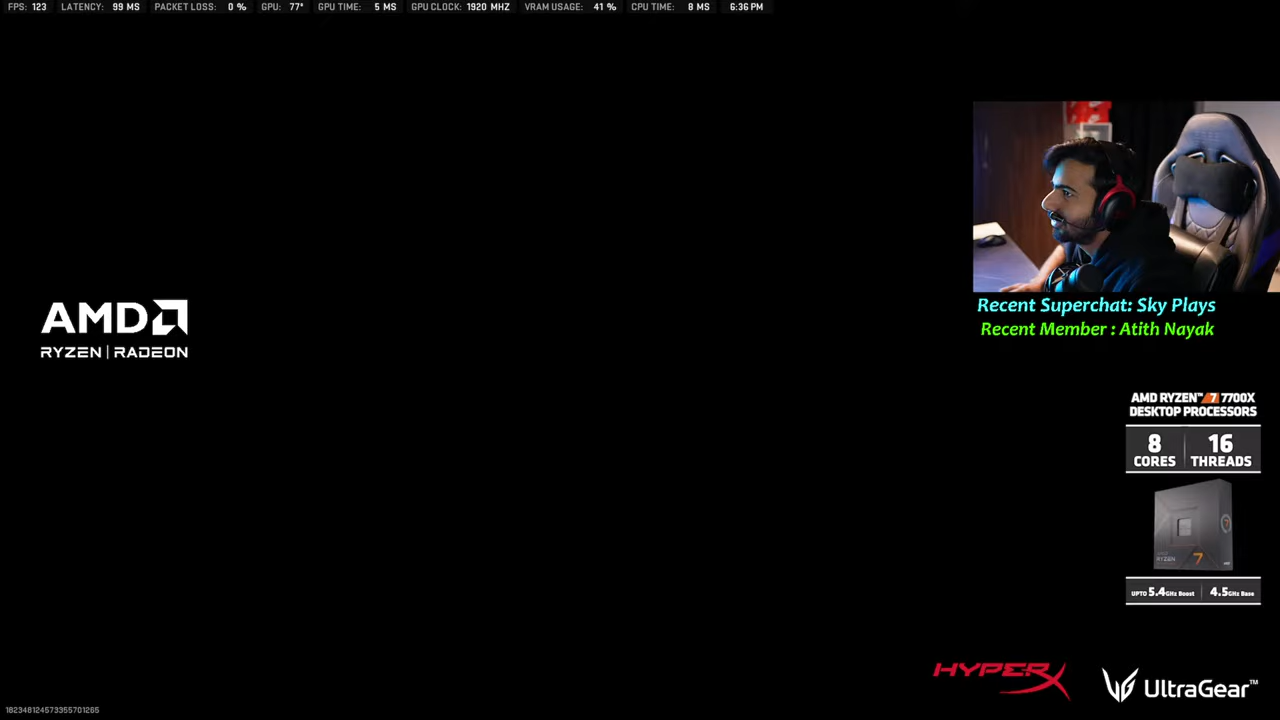 FPS: 123 LATENCY: 99 MS PACKET LOSS: 0 % GPU: 77° GPU TIME: 5 MS GPU CLOCK: 1920 MHZ VRAM USAGE: 41 % CPU TIME: 8 MS 6:36 PM
AMD
RYZEN | RADEON
Recent Superchat: Sky Plays
Recent Member : Atith Nayak
AMD RYZEN™ 7 7700X
DESKTOP PROCESSORS
8 CORES
16 THREADS
RYZEN 7
UPTO 5.4GHz Boost | 4.5GHz Base
HYPERX
UltraGear™
182348124573355701265